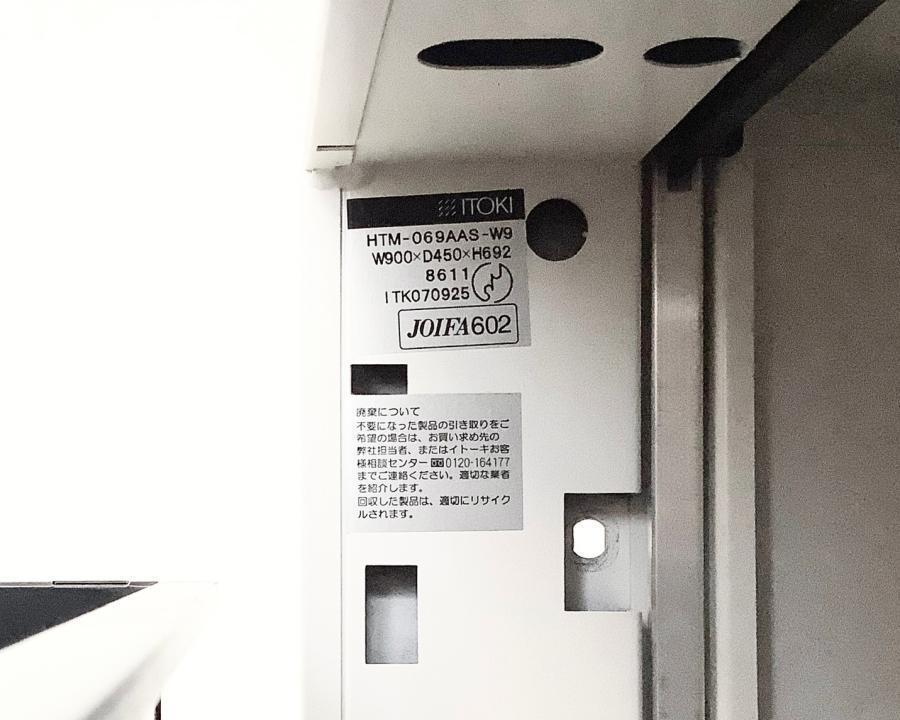 ITOKI
HTM-069AAS-W9
W900×D450×H692
8611
ITK070925
JOIFA602
廃棄について
不要になった製品の引き取りをご
希望の場合は、お買い求め先の
弊社担当者、またはイトーキお客
様相談センター 0120-164177
までご連絡ください。適切な業者
を紹介します。
回収した製品は、適切にリサイク
ルされます。